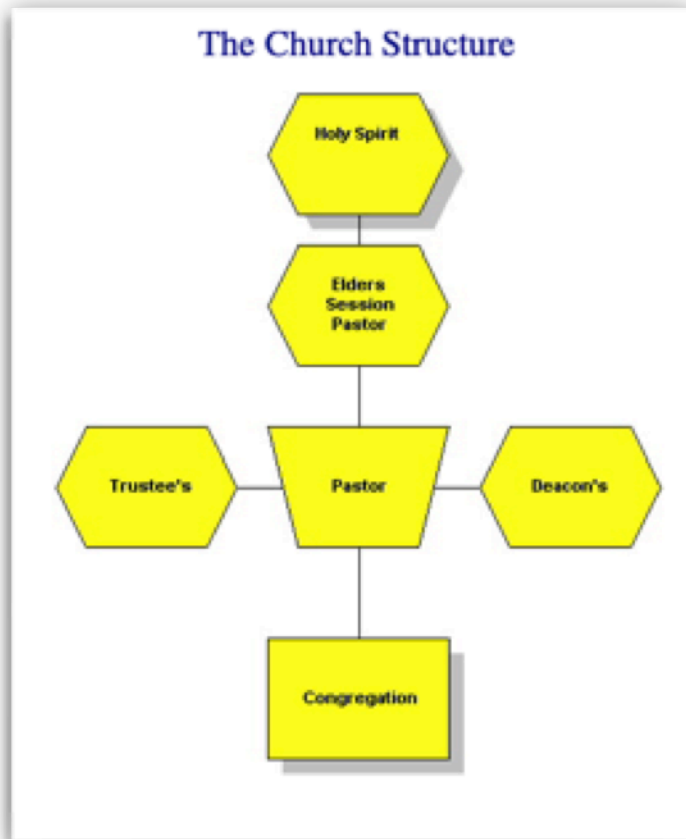 The Church Structure
Holy Spirit
Elders
Session
Pastor
Trustee's
Pastor
Deacon's
Congregation